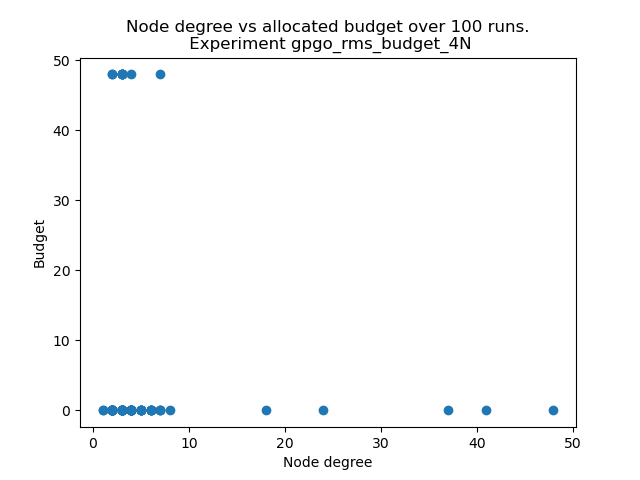 Node degree vs allocated budget over 100 runs.
Experiment gpgo_rms_budget_4N
50
40
30
20
10
0
Budget
0 10 20 30 40 50
Node degree